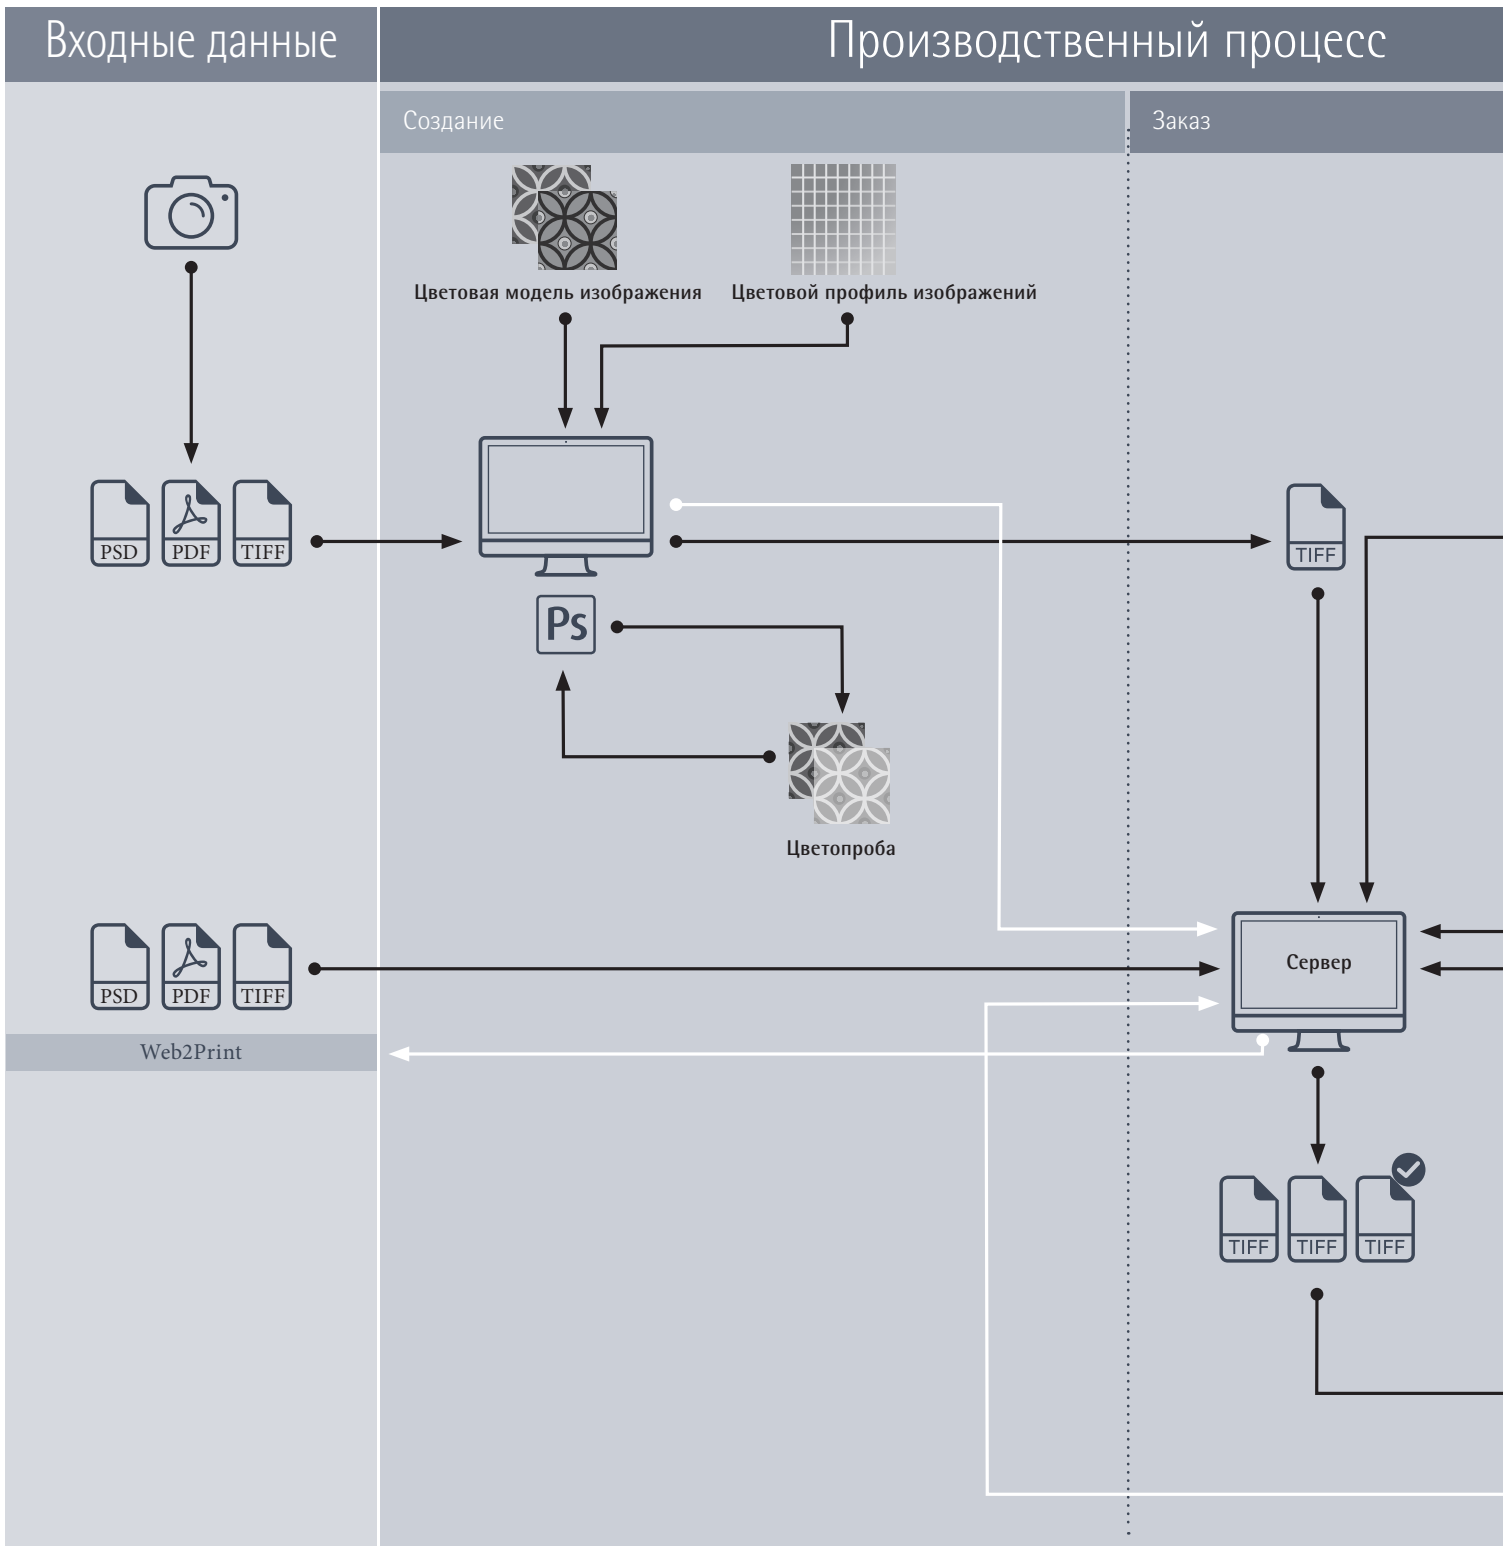 Входные данные
Производственный процесс
Создание
Заказ
Цветовая модель изображения
Цветовой профиль изображений
PSD
PDF
TIFF
TIFF
Ps
Цветопроба
PSD
PDF
TIFF
Сервер
Web2Print
TIFF
TIFF
TIFF